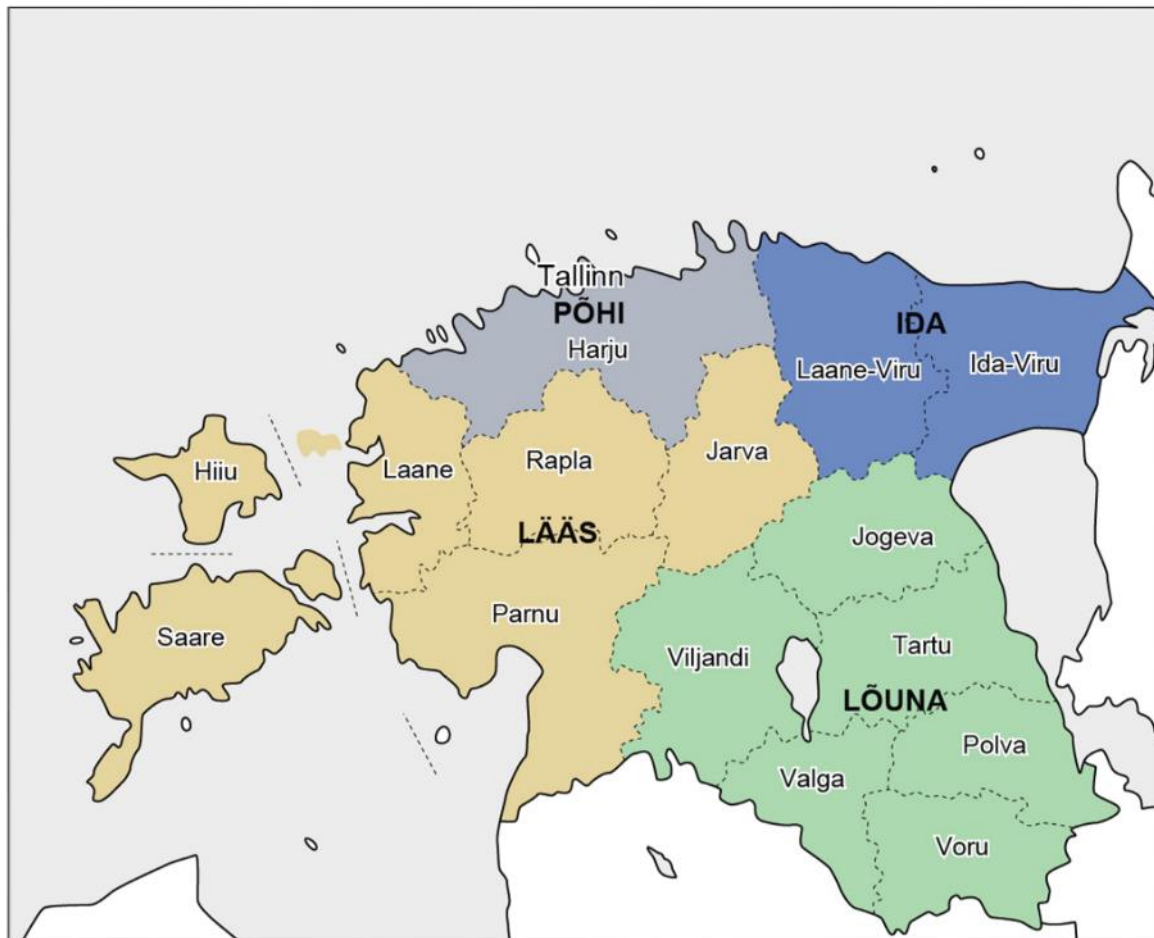 Tallinn
PÕHI
Harju
IDA
Laane-Viru
Ida-Viru
Hiiu
Laane
Rapla
Jarva
LÄÄS
Jogeva
Saare
Parnu
Viljandi
Tartu
LÕUNA
Polva
Valga
Voru